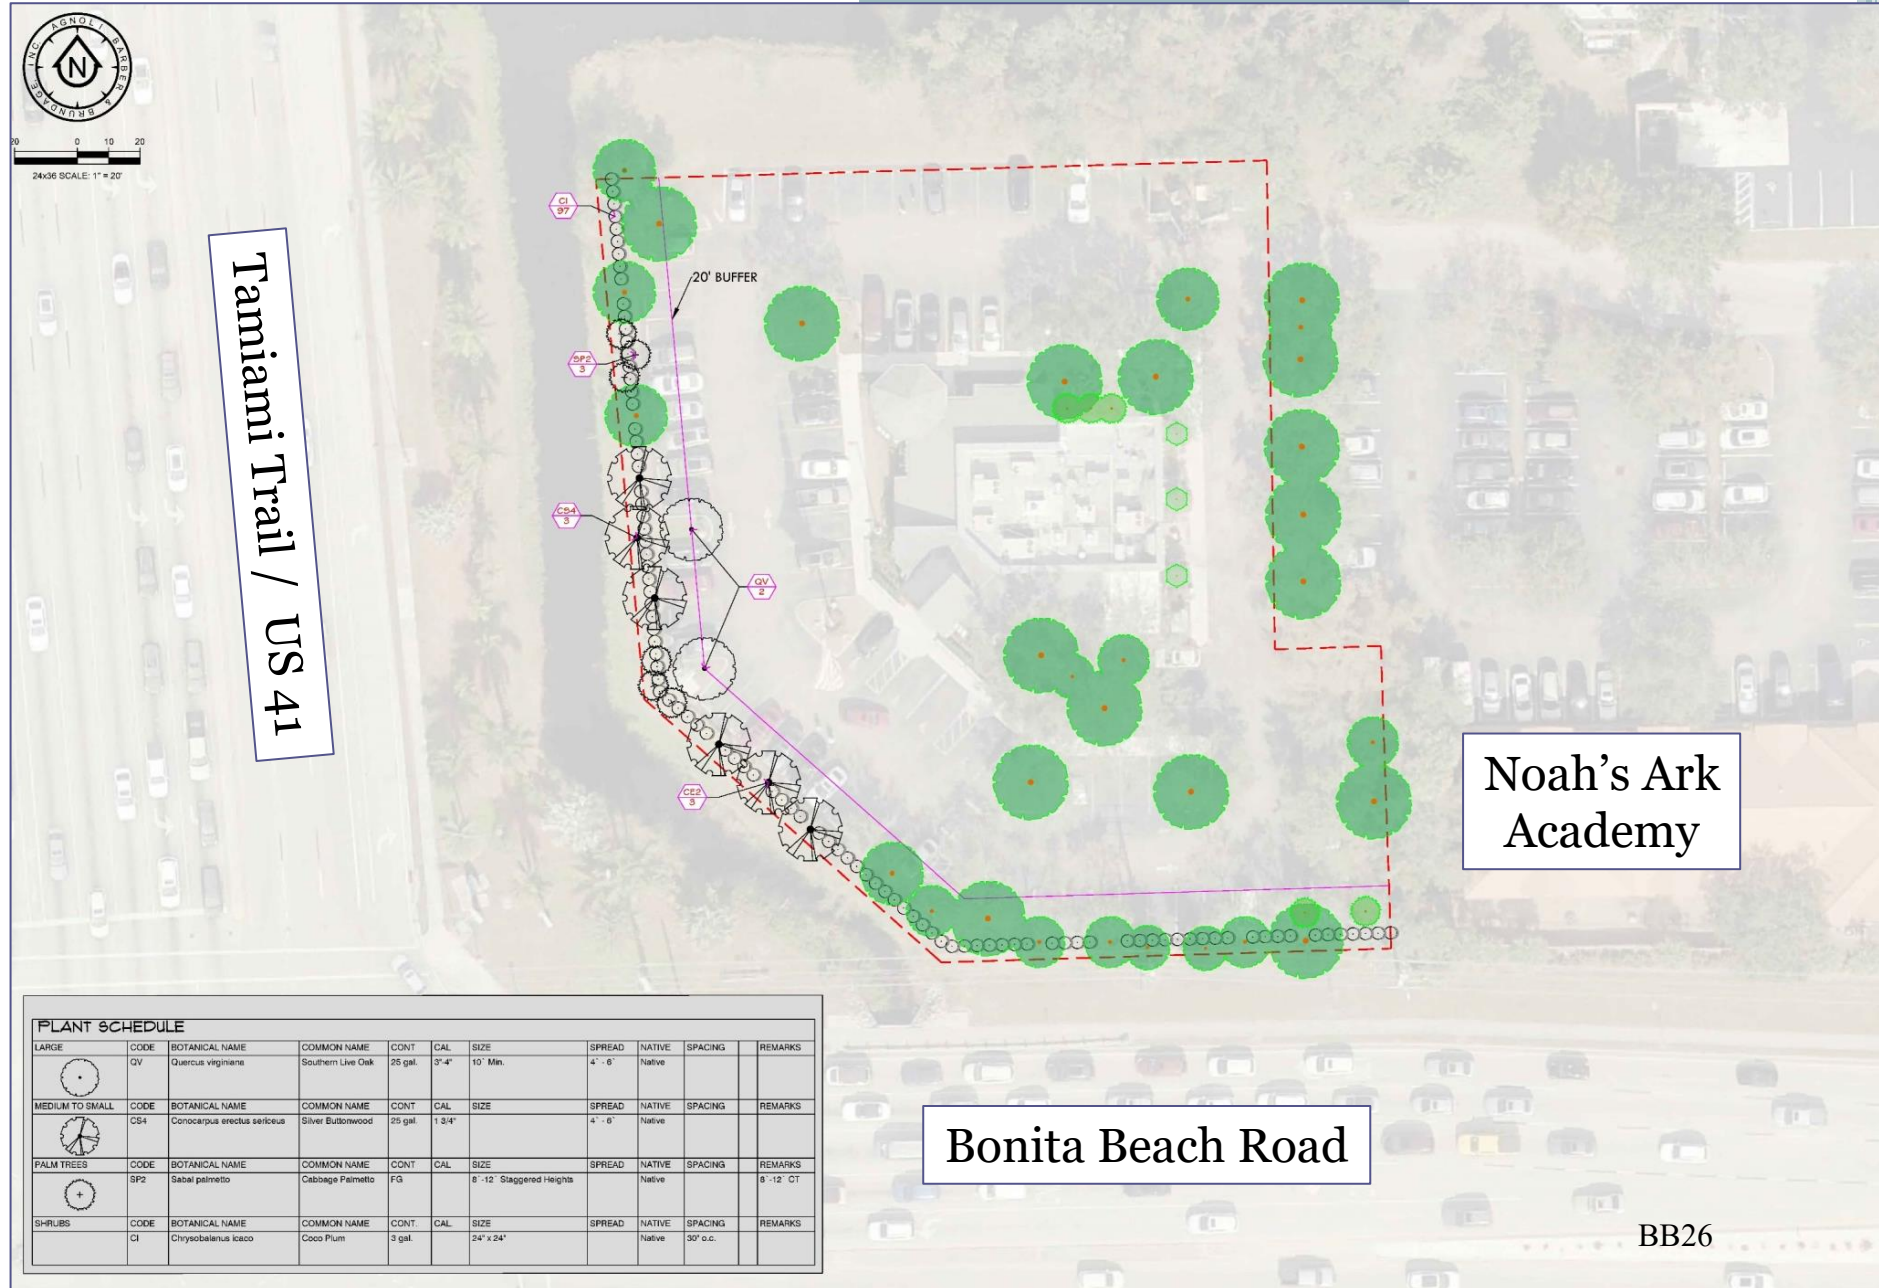 AGNOLI BARBER & BRUNDAGE, INC.
N
20 0 10 20
24x36 SCALE: 1" = 20'
CI
97
20' BUFFER
SP2
3
Tamiami Trail / US 41
CS4
3
QV
2
CE2
3
Noah's Ark
Academy
PLANT SCHEDULE
LARGE CODE BOTANICAL NAME COMMON NAME CONT CAL SIZE SPREAD NATIVE SPACING REMARKS
QV Quercus virginiana Southern Live Oak 25 gal. 3"-4" 10` Min. 4` - 6` Native
MEDIUM TO SMALL CODE BOTANICAL NAME COMMON NAME CONT CAL SIZE SPREAD NATIVE SPACING REMARKS
CS4 Conocarpus erectus sericeus Silver Buttonwood 25 gal. 1 3/4" 4` - 6` Native
PALM TREES CODE BOTANICAL NAME COMMON NAME CONT CAL SIZE SPREAD NATIVE SPACING REMARKS
SP2 Sabal palmetto Cabbage Palmetto FG 8`-12` Staggered Heights Native 8`-12` CT
SHRUBS CODE BOTANICAL NAME COMMON NAME CONT. CAL. SIZE SPREAD NATIVE SPACING REMARKS
CI Chrysobalanus icaco Coco Plum 3 gal. 24" x 24" Native 30" o.c.
Bonita Beach Road
BB26